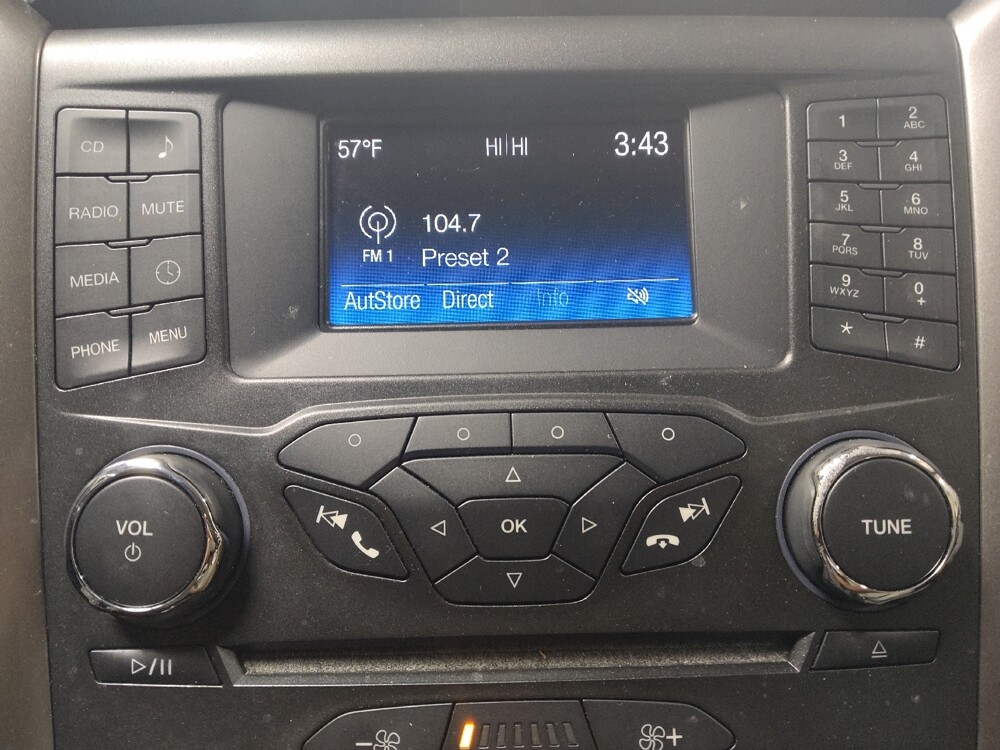 CD
RADIO MUTE
MEDIA
PHONE MENU
57°F HI HI 3:43
104.7
FM 1 Preset 2
AutStore Direct Info
1 2 ABC
3 DEF 4 GHI
5 JKL 6 MNO
7 PQRS 8 TUV
9 WXYZ 0 +
* #
VOL
OK
TUNE
- +